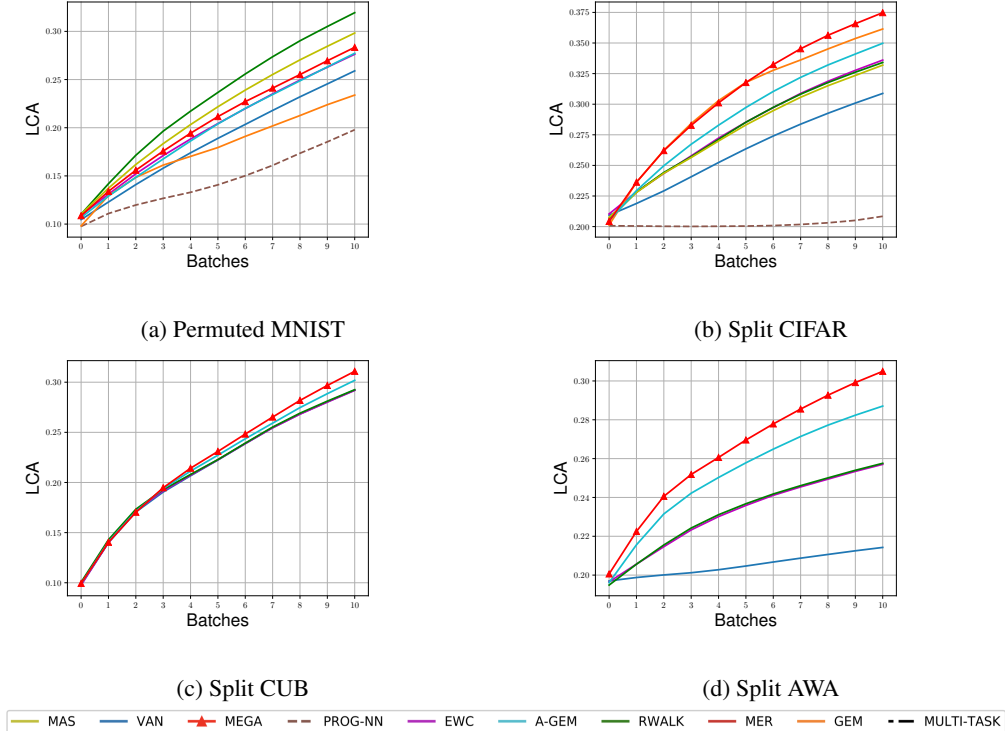 0.30
0.25
0.20
0.15
0.10
LCA
0 1 2 3 4 5 6 7 8 9 10
Batches
(a) Permuted MNIST
0.375
0.350
0.325
0.300
0.275
0.250
0.225
0.200
LCA
0 1 2 3 4 5 6 7 8 9 10
Batches
(b) Split CIFAR
0.30
0.25
0.20
0.15
0.10
LCA
0 1 2 3 4 5 6 7 8 9 10
Batches
(c) Split CUB
0.30
0.28
0.26
0.24
0.22
0.20
LCA
0 1 2 3 4 5 6 7 8 9 10
Batches
(d) Split AWA
MAS VAN MEGA PROG-NN EWC A-GEM RWALK MER GEM MULTI-TASK